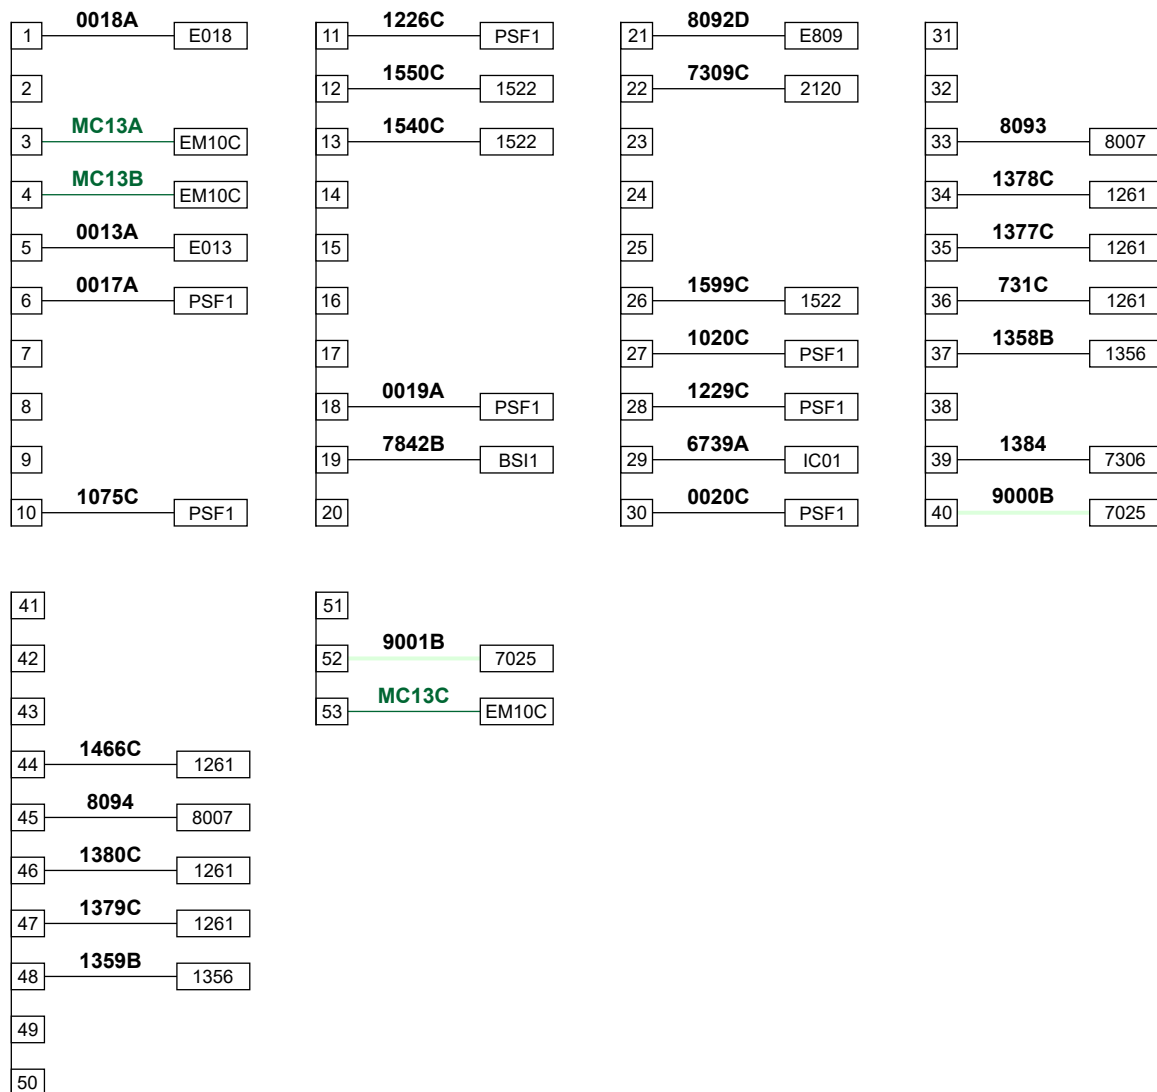 1 0018A E018
2
3 MC13A EM10C
4 MC13B EM10C
5 0013A E013
6 0017A PSF1
7
8
9
10 1075C PSF1
11 1226C PSF1
12 1550C 1522
13 1540C 1522
14
15
16
17
18 0019A PSF1
19 7842B BSI1
20
21 8092D E809
22 7309C 2120
23
24
25
26 1599C 1522
27 1020C PSF1
28 1229C PSF1
29 6739A IC01
30 0020C PSF1
31
32
33 8093 8007
34 1378C 1261
35 1377C 1261
36 731C 1261
37 1358B 1356
38
39 1384 7306
40 9000B 7025
41
42
43
44 1466C 1261
45 8094 8007
46 1380C 1261
47 1379C 1261
48 1359B 1356
49
50
51
52 9001B 7025
53 MC13C EM10C